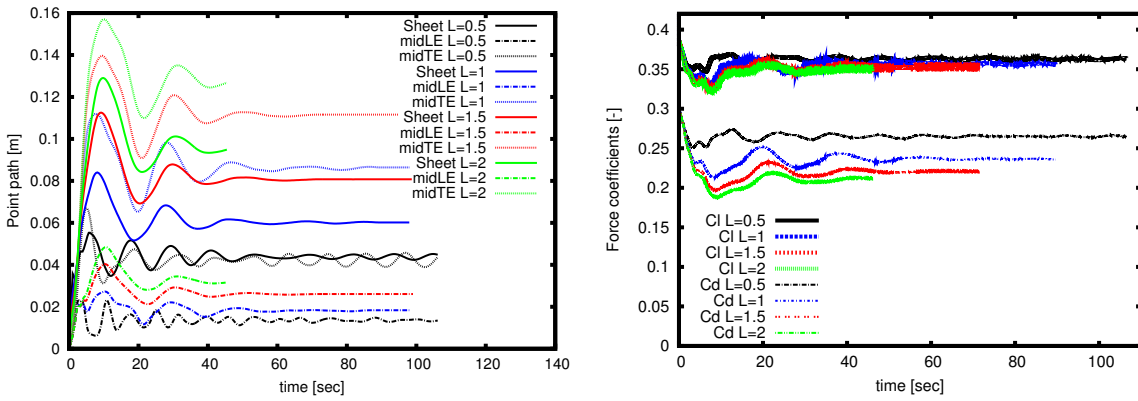 0.16
0.14
0.12
0.1
0.08
0.06
0.04
0.02
0
Point path [m]
0 20 40 60 80 100 120 140
time [sec]
Sheet L=0.5
midLE L=0.5
midTE L=0.5
Sheet L=1
midLE L=1
midTE L=1
Sheet L=1.5
midLE L=1.5
midTE L=1.5
Sheet L=2
midLE L=2
midTE L=2
0.4
0.35
0.3
0.25
0.2
0.15
0.1
0.05
0
Force coefficients [-]
0 20 40 60 80 100
time [sec]
Cl L=0.5
Cl L=1
Cl L=1.5
Cl L=2
Cd L=0.5
Cd L=1
Cd L=1.5
Cd L=2